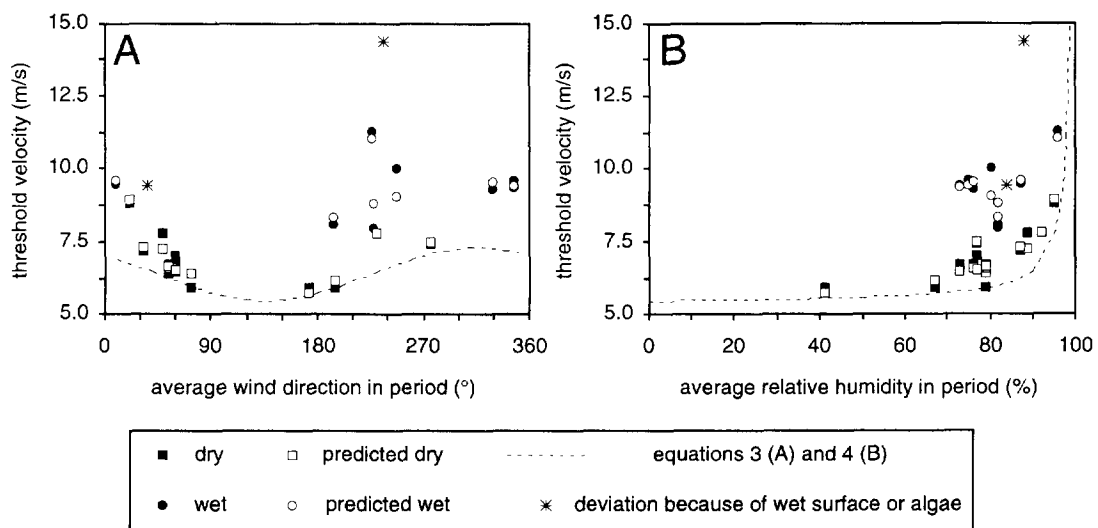 A
B
15.0
12.5
10.0
7.5
5.0
threshold velocity (m/s)
0 90 180 270 360
average wind direction in period (°)
15.0
12.5
10.0
7.5
5.0
threshold velocity (m/s)
0 20 40 60 80 100
average relative humidity in period (%)
dry predicted dry equations 3 (A) and 4 (B)
wet predicted wet deviation because of wet surface or algae